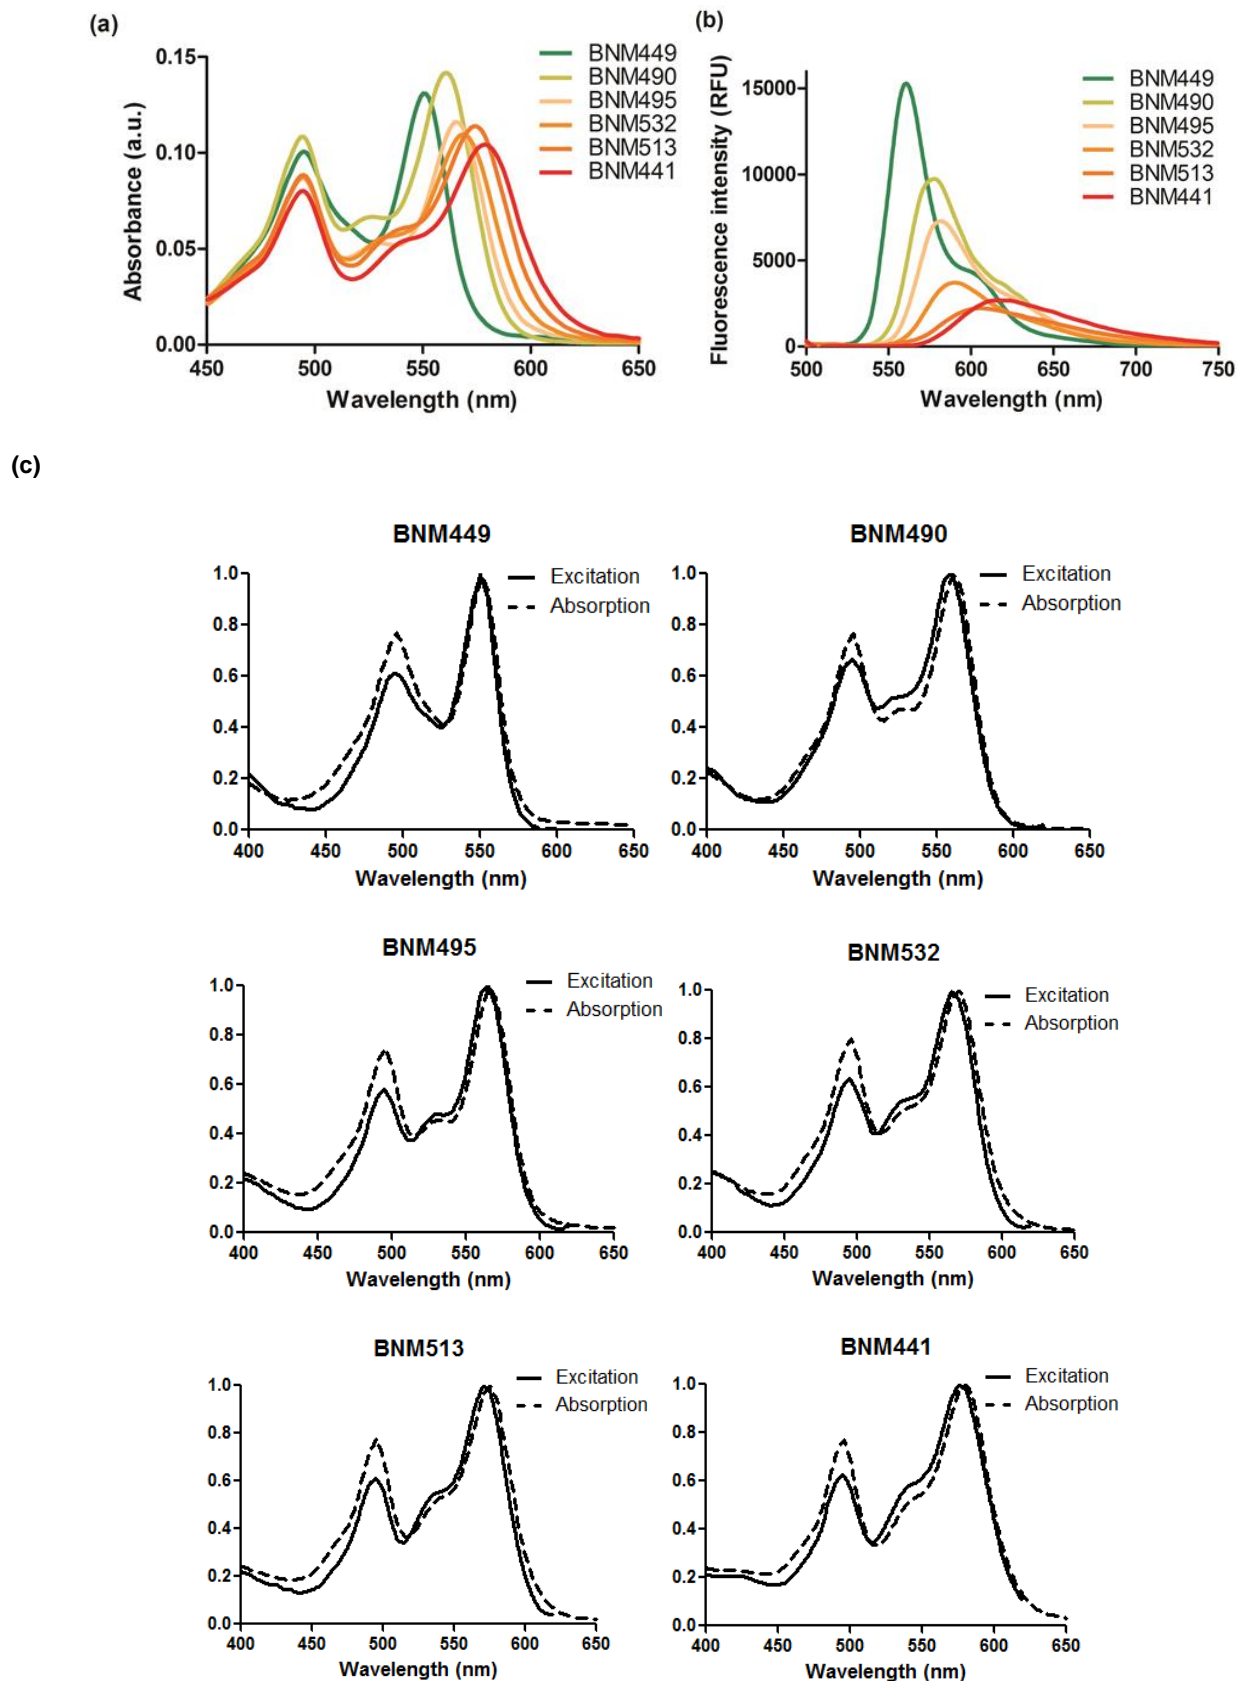 (a)
(b)
Absorbance (a.u.)
0.15
0.10
0.05
0.00
450 500 550 600 650
Wavelength (nm)
BNM449
BNM490
BNM495
BNM532
BNM513
BNM441
Fluorescence intensity (RFU)
15000
10000
5000
0
500 550 600 650 700 750
Wavelength (nm)
BNM449
BNM490
BNM495
BNM532
BNM513
BNM441
(c)
BNM449
Excitation
Absorption
1.0
0.8
0.6
0.4
0.2
0.0
400 450 500 550 600 650
Wavelength (nm)
BNM490
Excitation
Absorption
1.0
0.8
0.6
0.4
0.2
0.0
400 450 500 550 600 650
Wavelength (nm)
BNM495
Excitation
Absorption
1.0
0.8
0.6
0.4
0.2
0.0
400 450 500 550 600 650
Wavelength (nm)
BNM532
Excitation
Absorption
1.0
0.8
0.6
0.4
0.2
0.0
400 450 500 550 600 650
Wavelength (nm)
BNM513
Excitation
Absorption
1.0
0.8
0.6
0.4
0.2
0.0
400 450 500 550 600 650
Wavelength (nm)
BNM441
Excitation
Absorption
1.0
0.8
0.6
0.4
0.2
0.0
400 450 500 550 600 650
Wavelength (nm)